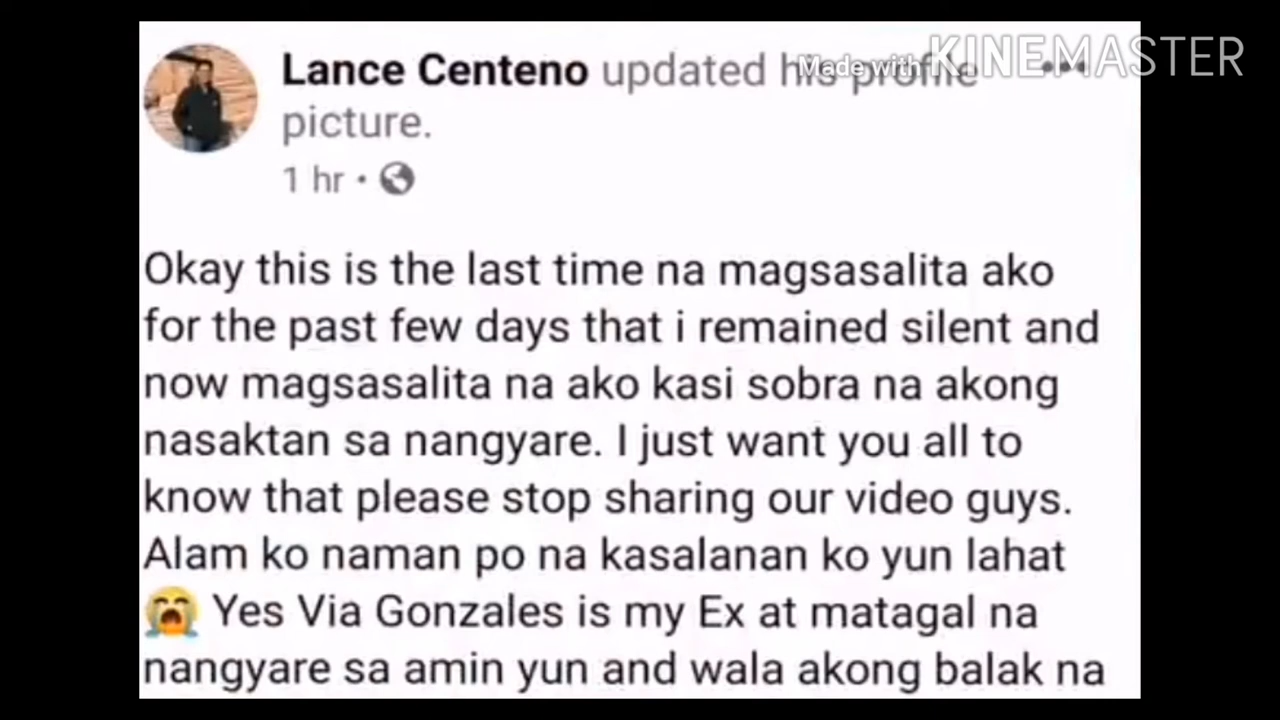 Lance Centeno updated his profile
picture.
1 hr •
Made with KINEMASTER
Okay this is the last time na magsasalita ako
for the past few days that i remained silent and
now magsasalita na ako kasi sobra na akong
nasaktan sa nangyare. I just want you all to
know that please stop sharing our video guys.
Alam ko naman po na kasalanan ko yun lahat
😭 Yes Via Gonzales is my Ex at matagal na
nangyare sa amin yun and wala akong balak na